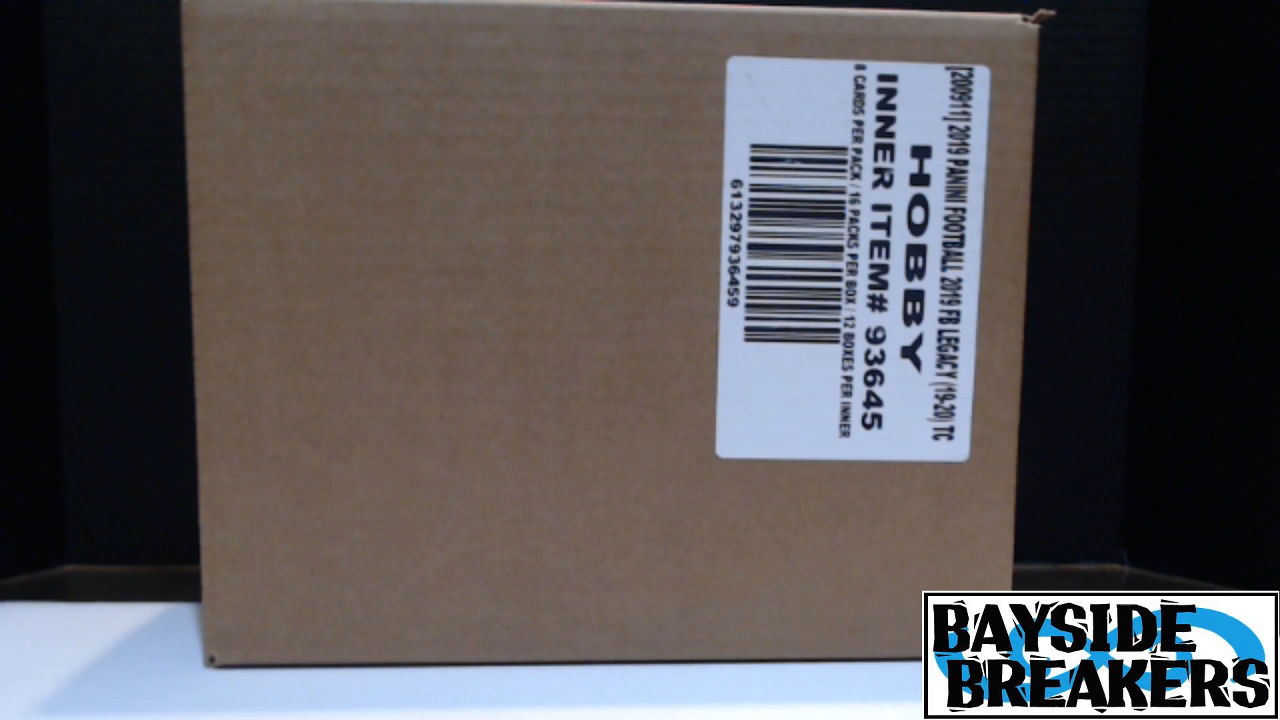 [200911] 2019 PANINI FOOTBALL 2019 FB LEGACY (19-20) TC
HOBBY
INNER ITEM# 93645
8 CARDS PER PACK / 16 PACKS PER BOX / 12 BOXES PER INNER
613297936459
BAYSIDE
BREAKERS